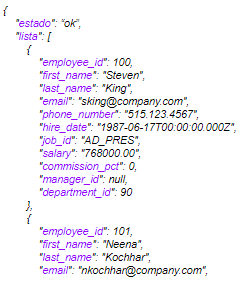 {
"estado": "ok",
"lista": [
{
"employee_id": 100,
"first_name": "Steven",
"last_name": "King",
"email": "sking@company.com",
"phone_number": "515.123.4567",
"hire_date": "1987-06-17T00:00:00.000Z",
"job_id": "AD_PRES",
"salary": "768000.00",
"commission_pct": 0,
"manager_id": null,
"department_id": 90
},
{
"employee_id": 101,
"first_name": "Neena",
"last_name": "Kochhar",
"email": "nkochhar@company.com",